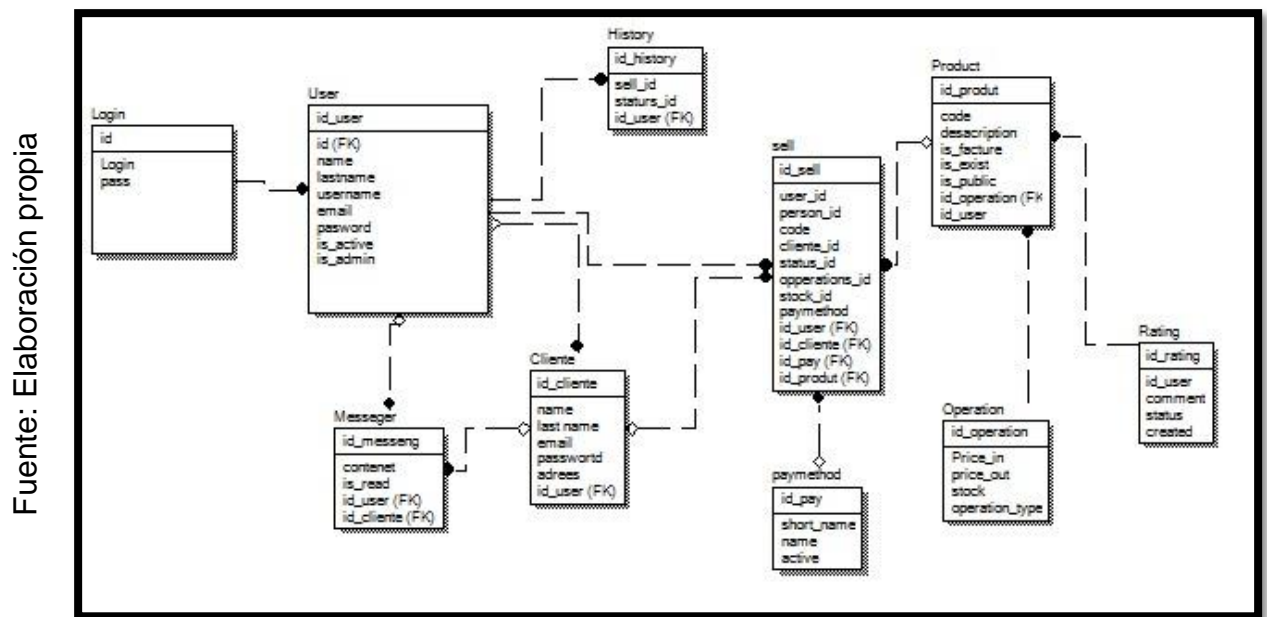 Fuente: Elaboración propia
Login
id
Login
pass
User
id_user
id (FK)
name
lastname
username
email
pasword
is_active
is_admin
History
id_history
sell_id
staturs_id
id_user (FK)
Product
id_produt
code
desacription
is_facture
is_exist
is_public
id_operation (FK
id_user
sell
id_sell
user_id
person_id
code
cliente_id
status_id
opperations_id
stock_id
paymethod
id_user (FK)
id_cliente (FK)
id_pay (FK)
id_produt (FK)
Rating
id_rating
id_user
comment
status
created
Cliente
id_cliente
name
last name
email
passwortd
adrees
id_user (FK)
Messeger
id_messeng
contenet
is_read
id_user (FK)
id_cliente (FK)
Operation
id_operation
Price_in
price_out
stock
operation_type
paymethod
id_pay
short_name
name
active